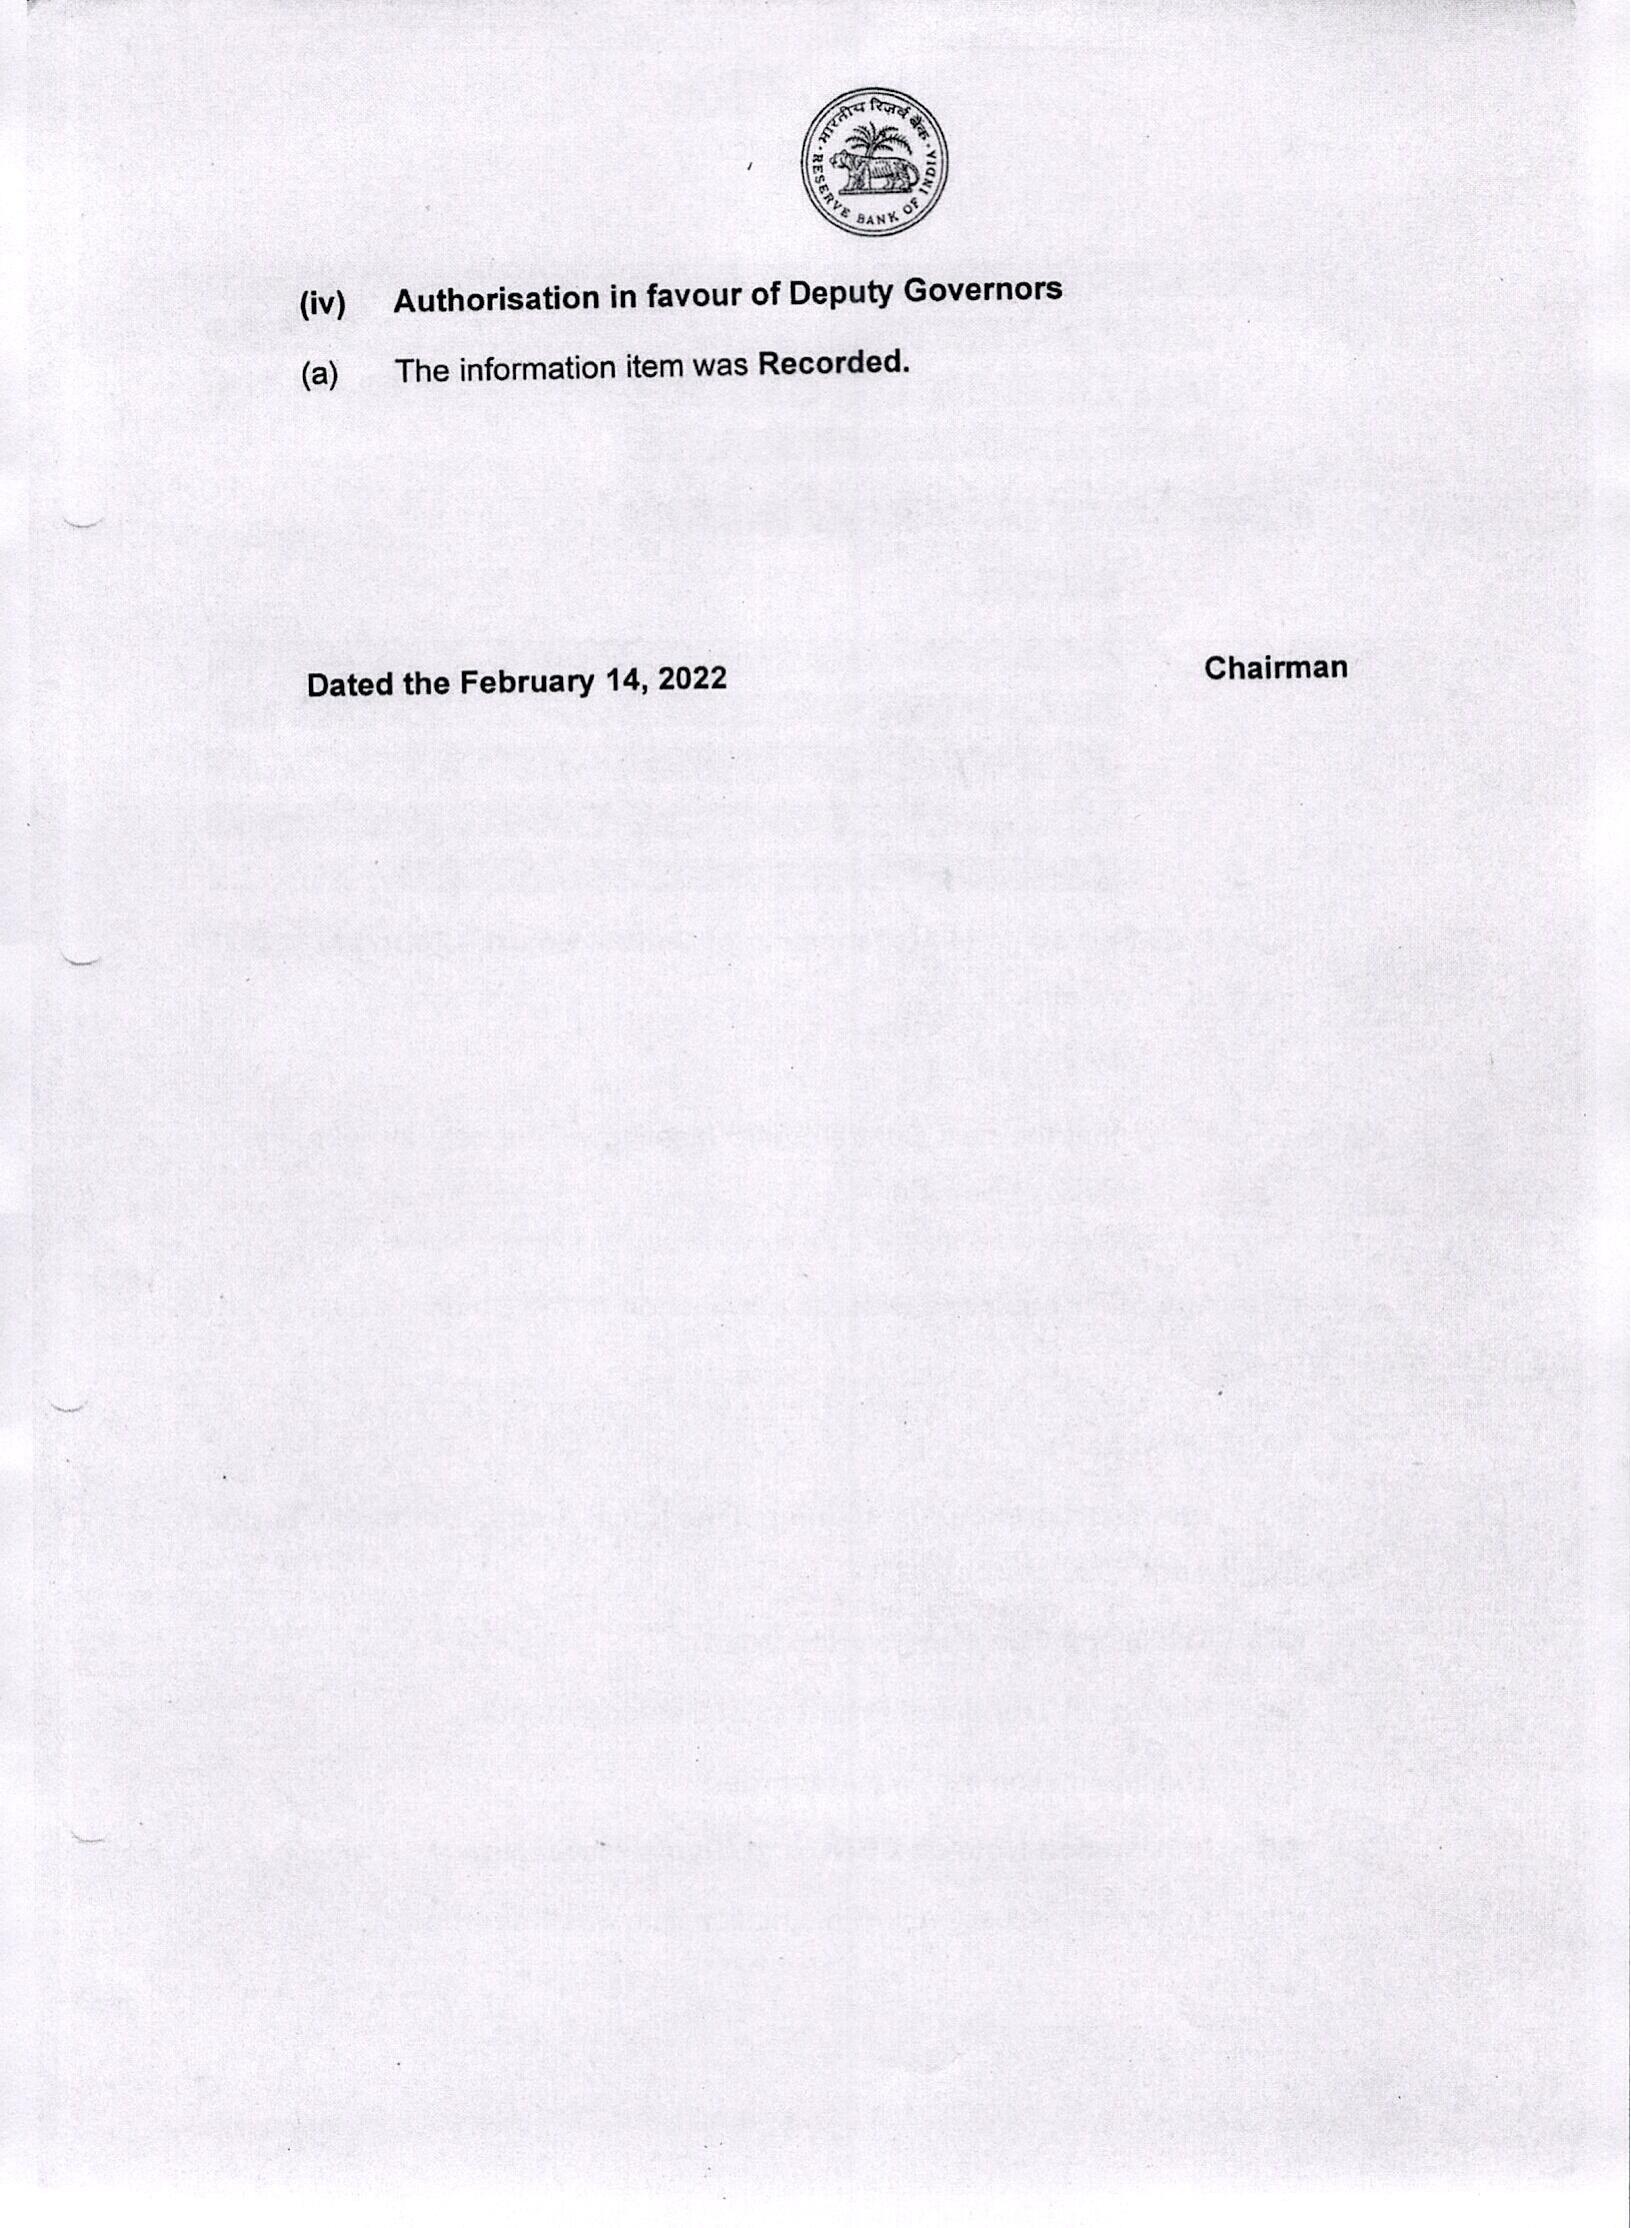 भारतीय रिज़र्व बैंक
RESERVE BANK OF INDIA
(iv) Authorisation in favour of Deputy Governors
(a) The information item was Recorded.
Dated the February 14, 2022 Chairman